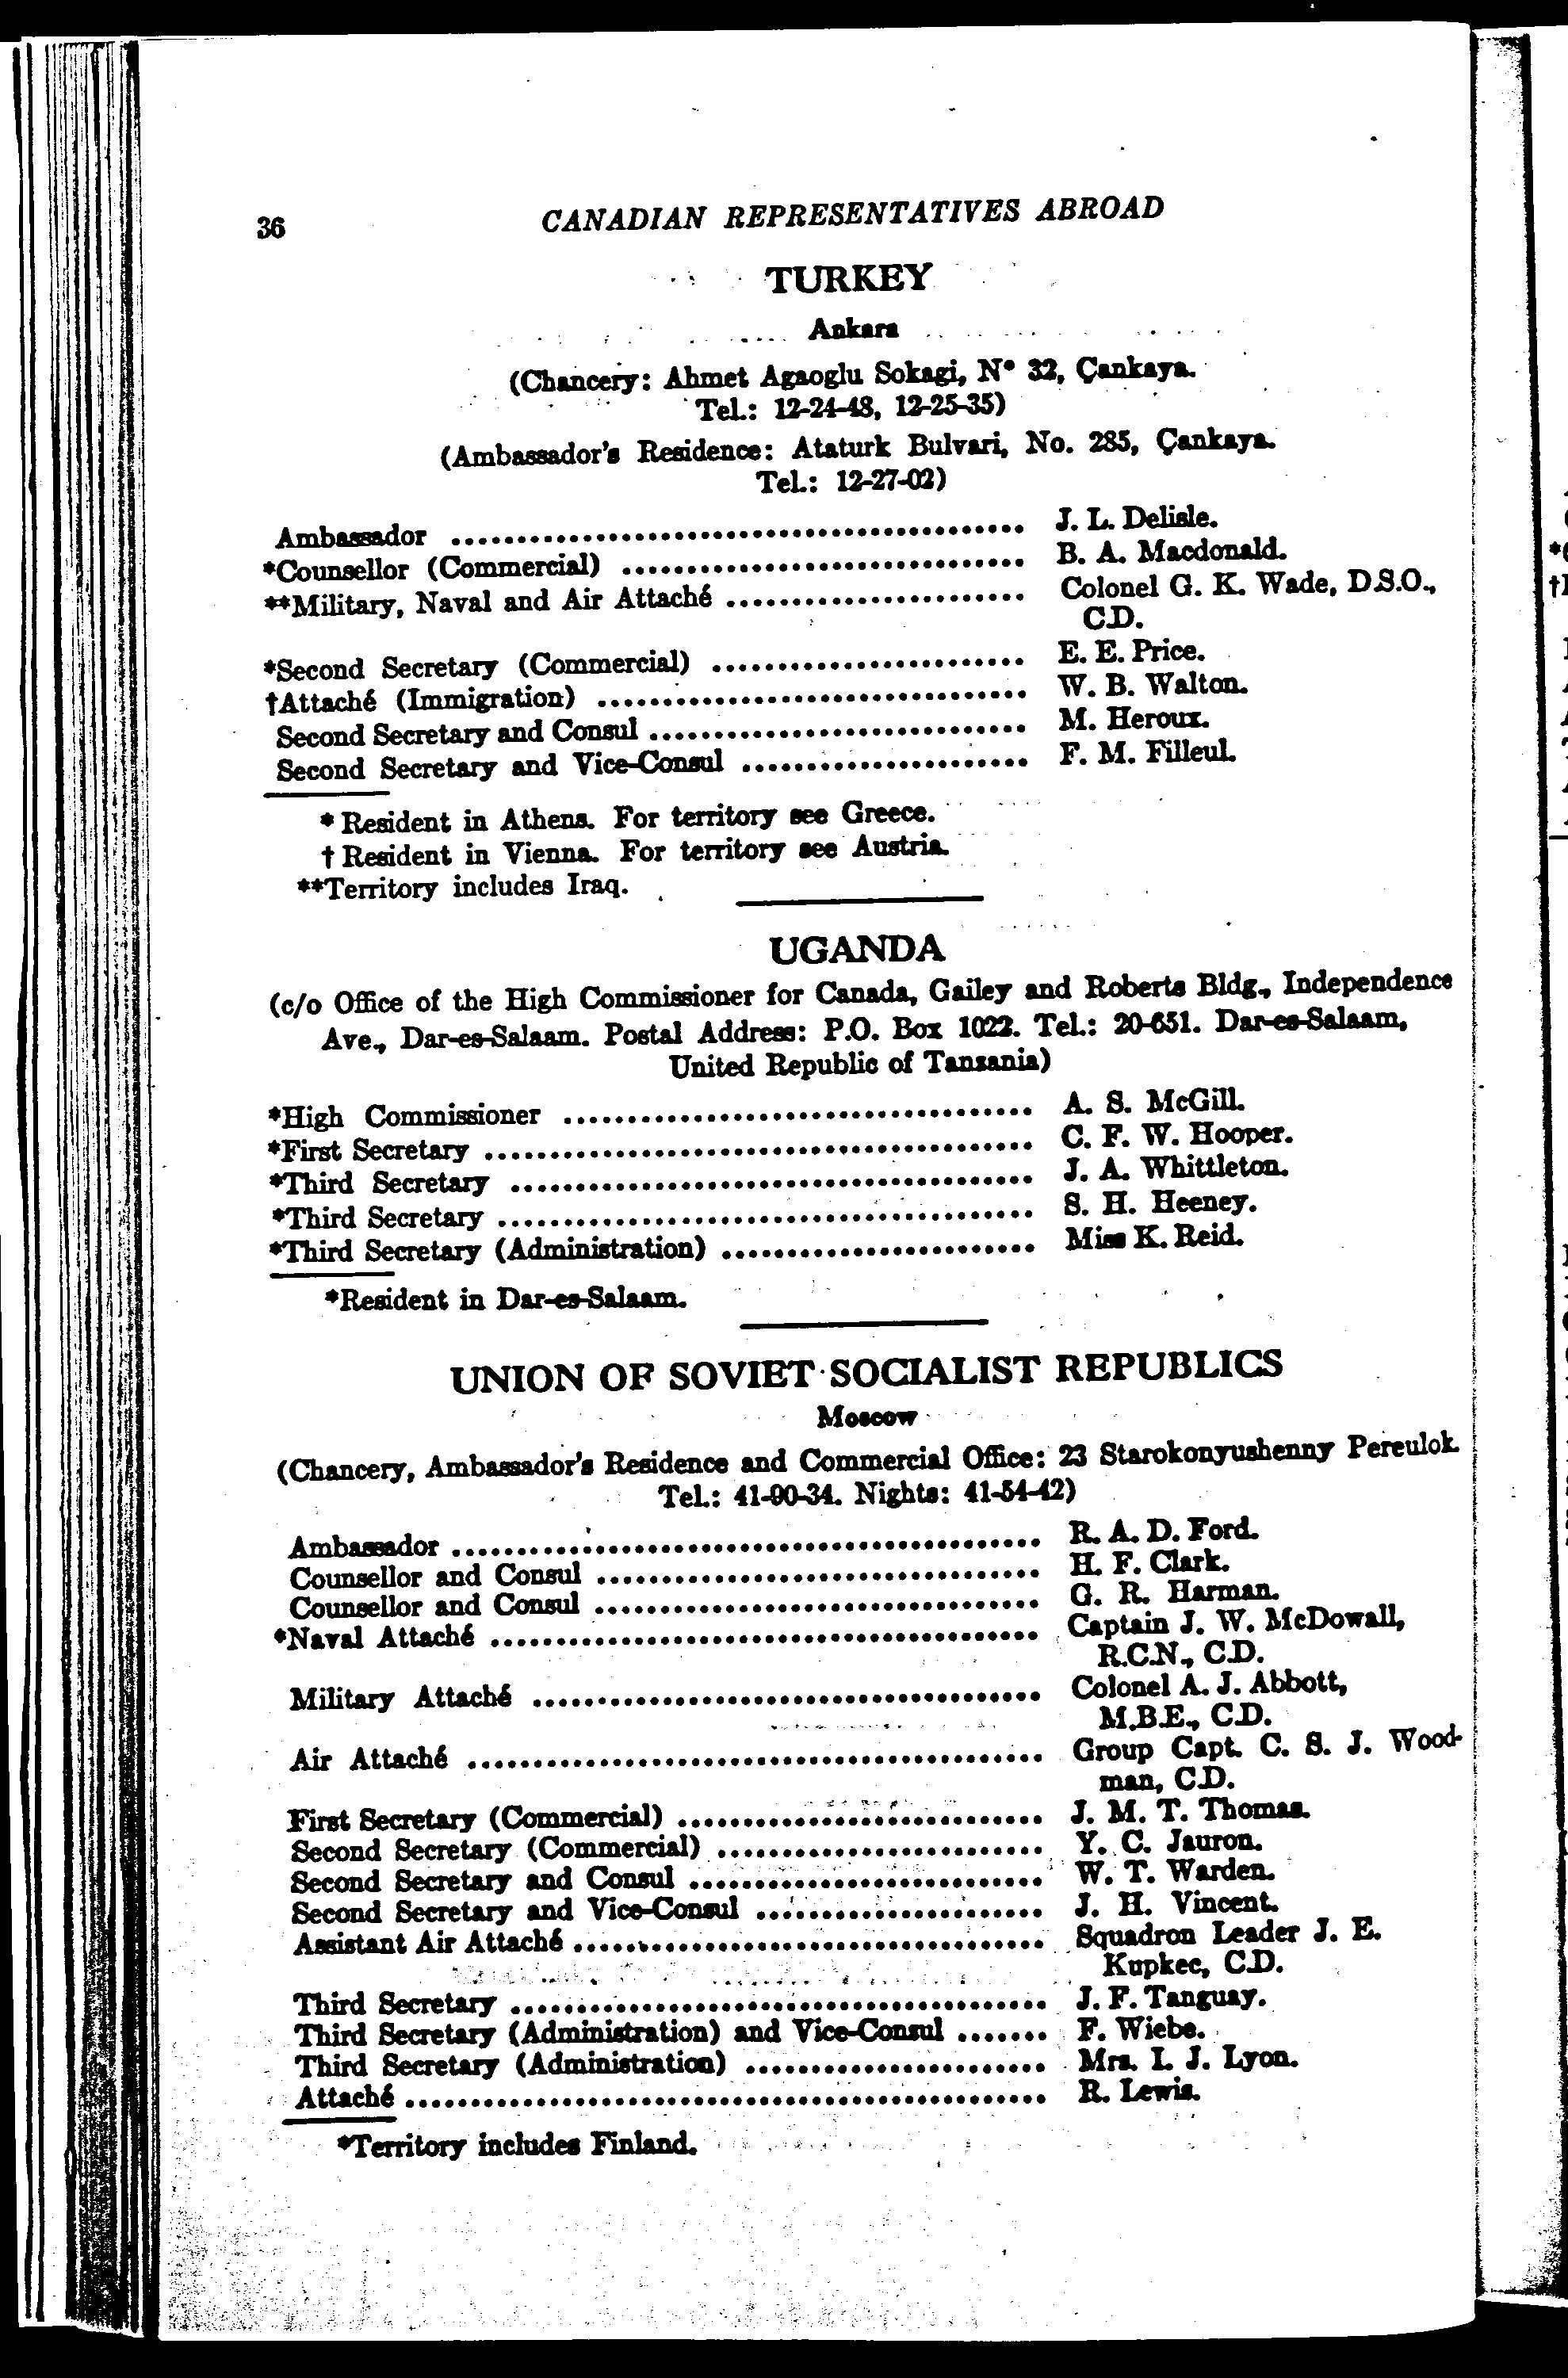 36 CANADIAN REPRESENTATIVES ABROAD
TURKEY
Ankara
(Chancery: Ahmet Agaoglu Sokagi, N° 32, Çankaya.
Tel.: 12-24-48, 12-25-35)
(Ambassador's Residence: Ataturk Bulvari, No. 285, Çankaya.
Tel.: 12-27-02)
Ambassador ........................................ J. L. Delisle.
*Counsellor (Commercial) ............................ B. A. Macdonald.
**Military, Naval and Air Attaché ..................... Colonel G. K. Wade, D.S.O.,
C.D.
*Second Secretary (Commercial) ...................... E. E. Price.
†Attaché (Immigration) .............................. W. B. Walton.
Second Secretary and Consul .......................... M. Heroux.
Second Secretary and Vice-Consul .................... F. M. Filleul.
* Resident in Athens. For territory see Greece.
† Resident in Vienna. For territory see Austria.
**Territory includes Iraq.
UGANDA
(c/o Office of the High Commissioner for Canada, Gailey and Roberts Bldg., Independence
Ave., Dar-es-Salaam. Postal Address: P.O. Box 1022. Tel.: 20-651. Dar-es-Salaam,
United Republic of Tanzania)
*High Commissioner ................................ A. S. McGill.
*First Secretary ...................................... C. F. W. Hooper.
*Third Secretary .................................... J. A. Whittleton.
*Third Secretary ..................................... S. H. Heeney.
*Third Secretary (Administration) ...................... Miss K. Reid.
*Resident in Dar-es-Salaam.
UNION OF SOVIET SOCIALIST REPUBLICS
Moscow
(Chancery, Ambassador's Residence and Commercial Office: 23 Starokonyushenny Pereulok.
Tel.: 41-90-34. Nights: 41-54-42)
Ambassador ......................................... R. A. D. Ford.
Counsellor and Consul ............................... H. F. Clark.
Counsellor and Consul ............................... G. R. Harman.
*Naval Attaché ...................................... Captain J. W. McDowall,
R.C.N., C.D.
Military Attaché .................................... Colonel A. J. Abbott,
M.B.E., C.D.
Air Attaché ........................................ Group Capt. C. S. J. Wood-
man, C.D.
First Secretary (Commercial) ......................... J. M. T. Thomas.
Second Secretary (Commercial) ....................... Y. C. Jauron.
Second Secretary and Consul ......................... W. T. Warden.
Second Secretary and Vice-Consul .................... J. H. Vincent.
Assistant Air Attaché ................................. Squadron Leader J. E.
Kupkec, C.D.
Third Secretary ..................................... J. F. Tanguay.
Third Secretary (Administration) and Vice-Consul ....... F. Wiebe.
Third Secretary (Administration) ..................... Mrs. I. J. Lyon.
Attaché ............................................ R. Lewis.
*Territory includes Finland.